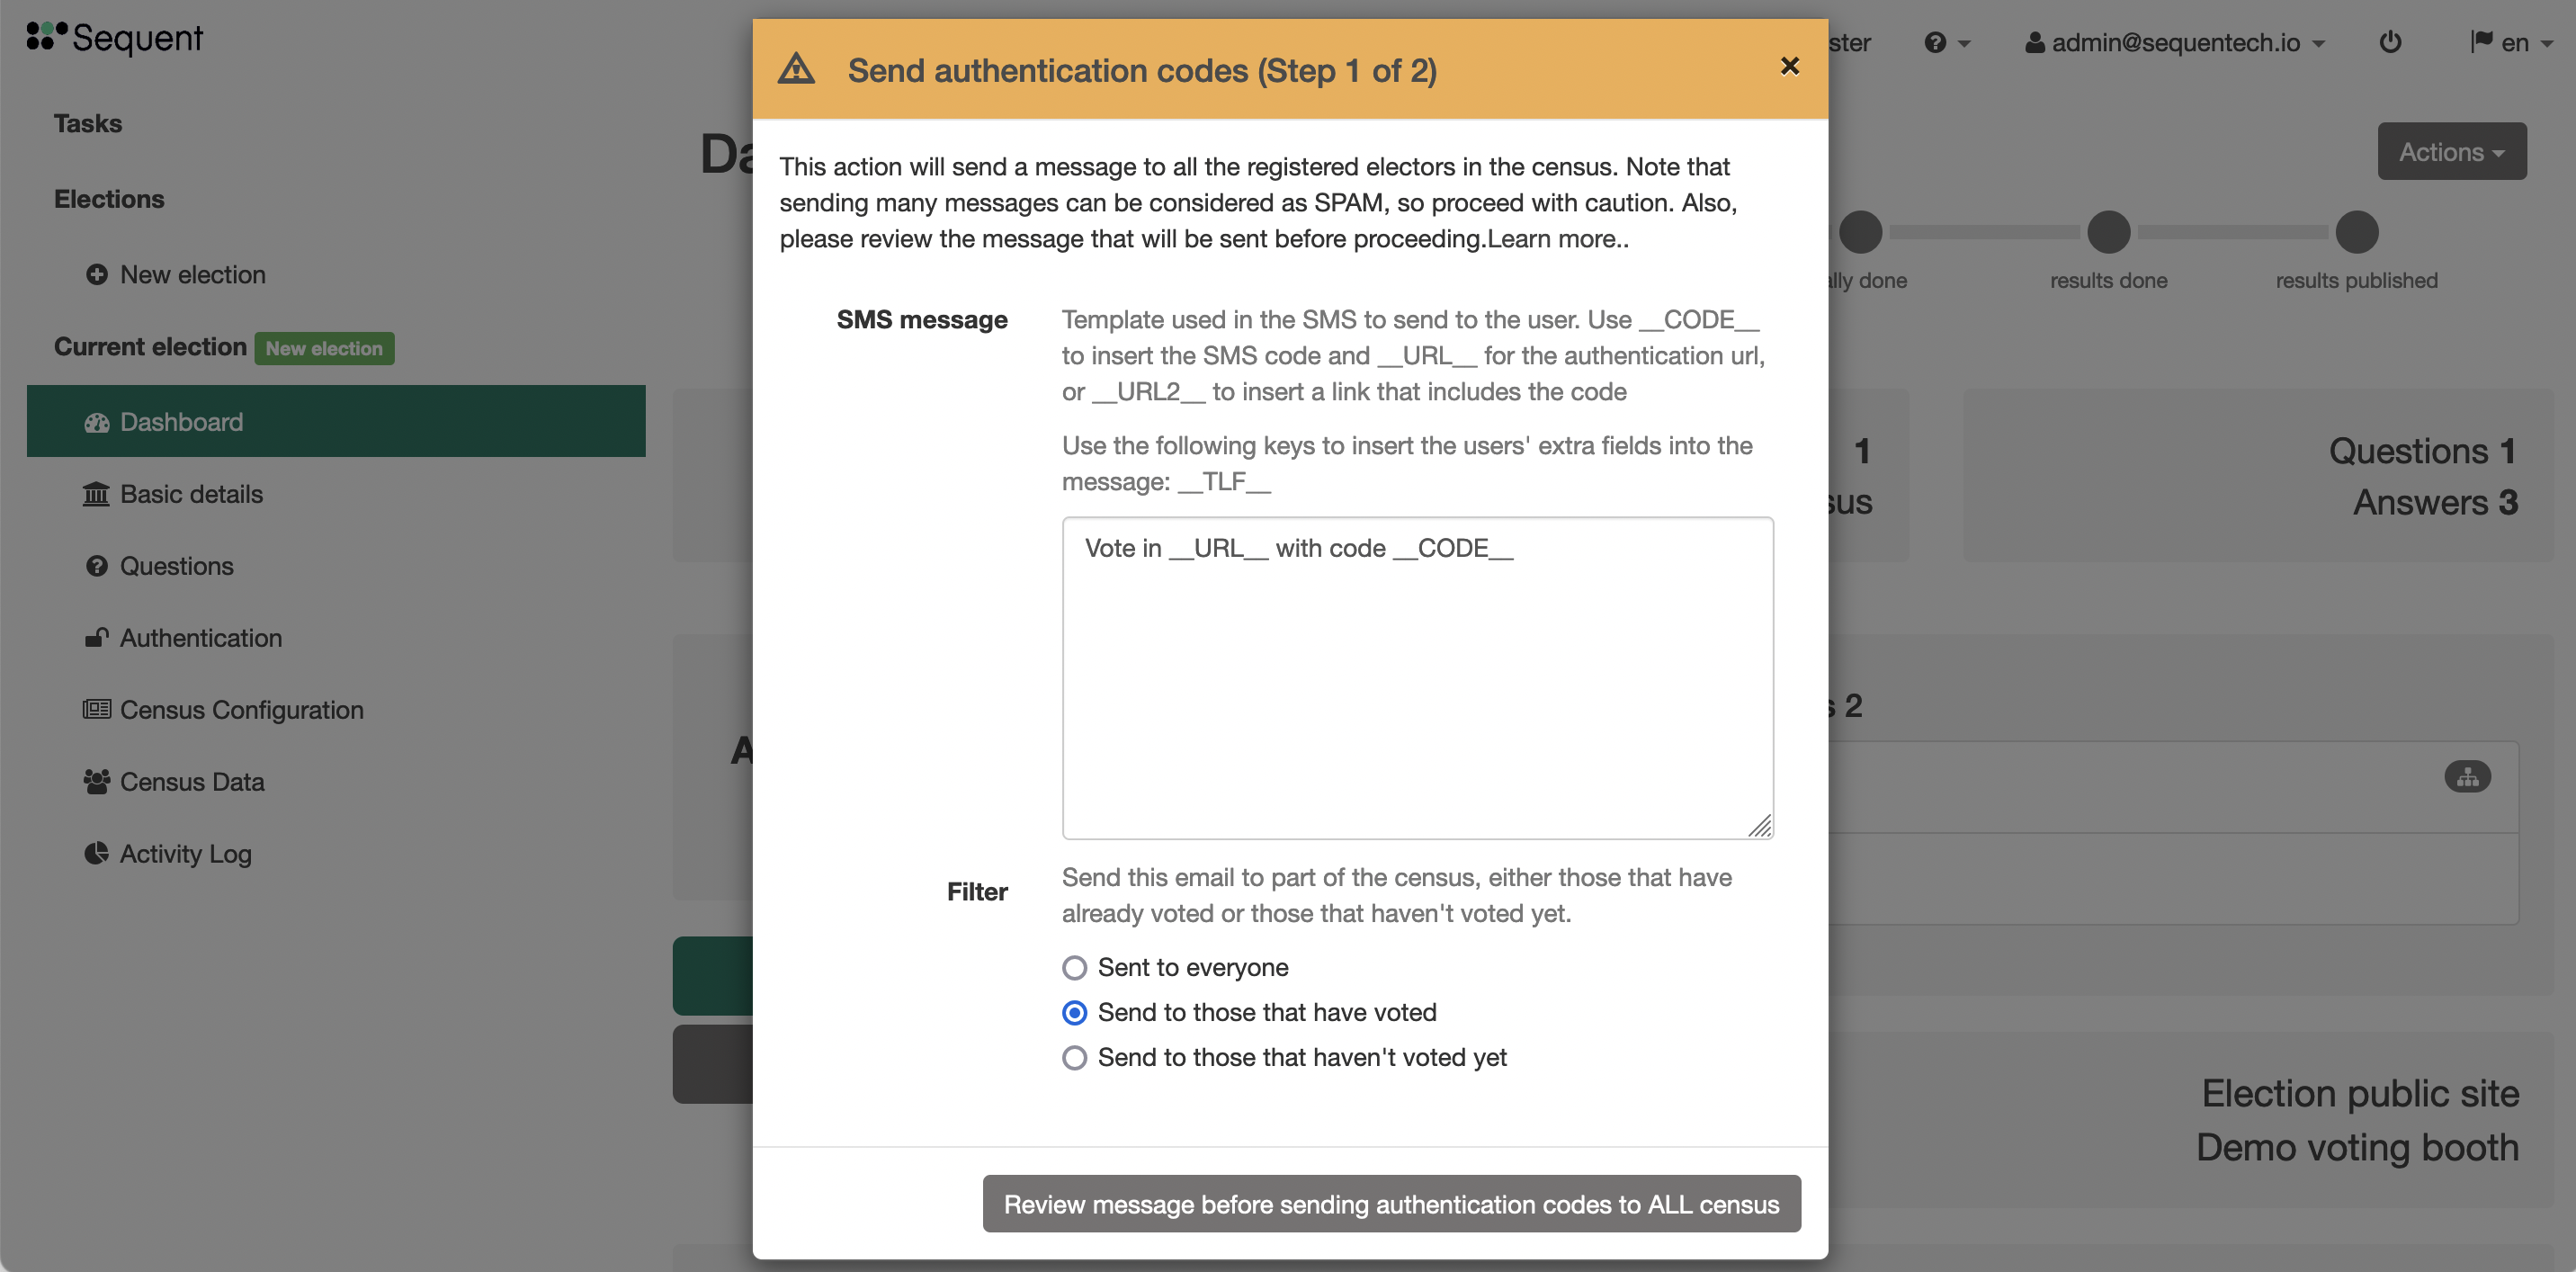 Sequent
ster
admin@sequentech.io
en
Tasks
Elections
New election
Current election New election
Dashboard
Basic details
Questions
Authentication
Census Configuration
Census Data
Activity Log
Da
Actions
ally done
results done
results published
1
sus
Questions 1
Answers 3
A
s 2
Election public site
Demo voting booth
Send authentication codes (Step 1 of 2)
This action will send a message to all the registered electors in the census. Note that
sending many messages can be considered as SPAM, so proceed with caution. Also,
please review the message that will be sent before proceeding.Learn more..
SMS message
Template used in the SMS to send to the user. Use __CODE__
to insert the SMS code and __URL__ for the authentication url,
or __URL2__ to insert a link that includes the code
Use the following keys to insert the users' extra fields into the
message: __TLF__
Vote in __URL__ with code __CODE__
Filter
Send this email to part of the census, either those that have
already voted or those that haven't voted yet.
Sent to everyone
Send to those that have voted
Send to those that haven't voted yet
Review message before sending authentication codes to ALL census